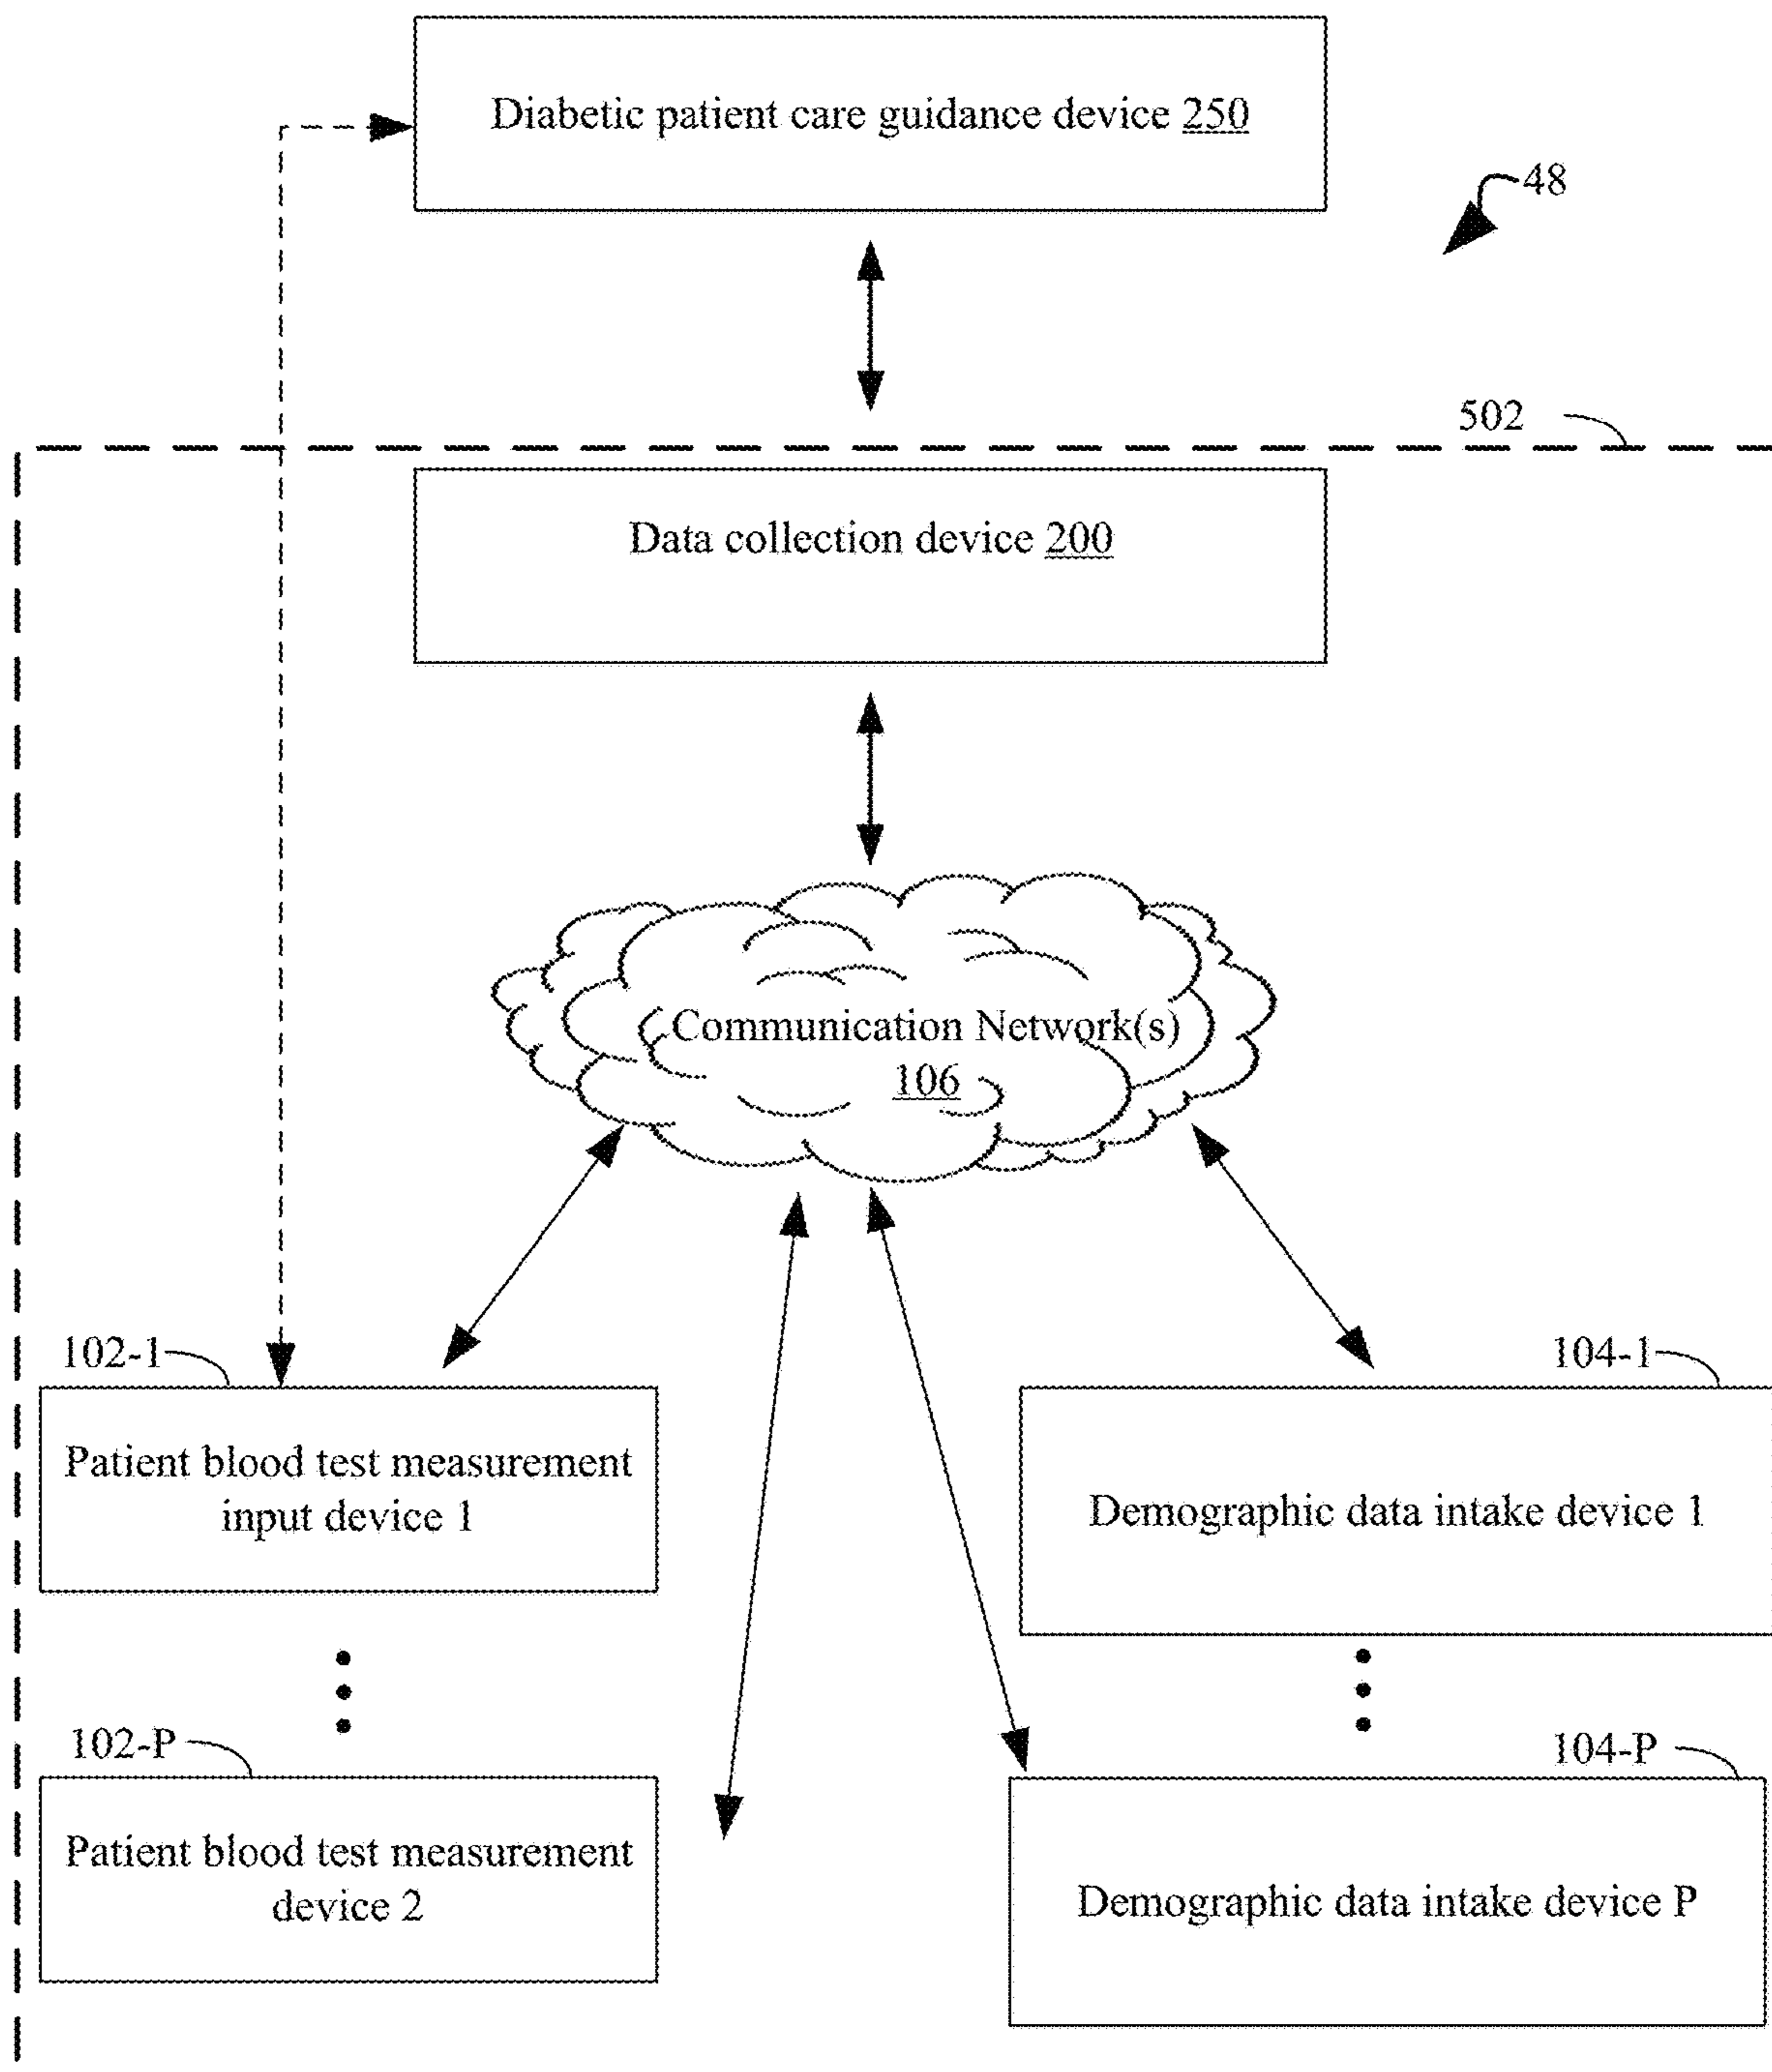 Diabetic patient care guidance device 250
48
502
Data collection device 200
Communication Network(s)
106
102-1
104-1
Patient blood test measurement
input device 1
Demographic data intake device 1
102-P
104-P
Patient blood test measurement
device 2
Demographic data intake device P